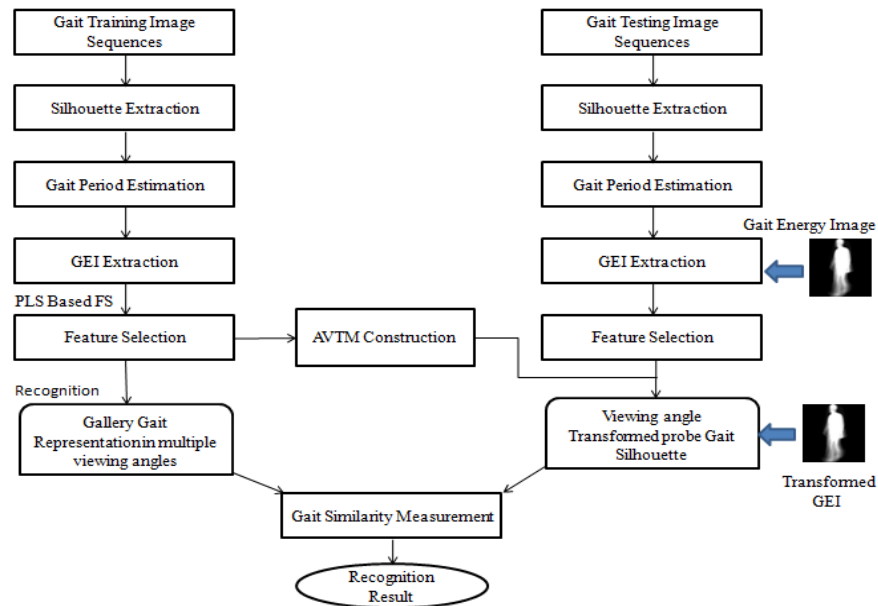 Gait Training Image
Sequences
Silhouette Extraction
Gait Period Estimation
GEI Extraction
PLS Based FS
Feature Selection
Recognition
Gallery Gait
Representationin multiple
viewing angles
AVTM Construction
Gait Testing Image
Sequences
Silhouette Extraction
Gait Period Estimation
Gait Energy Image
GEI Extraction
Feature Selection
Viewing angle
Transformed probe Gait
Silhouette
Transformed
GEI
Gait Similarity Measurement
Recognition
Result